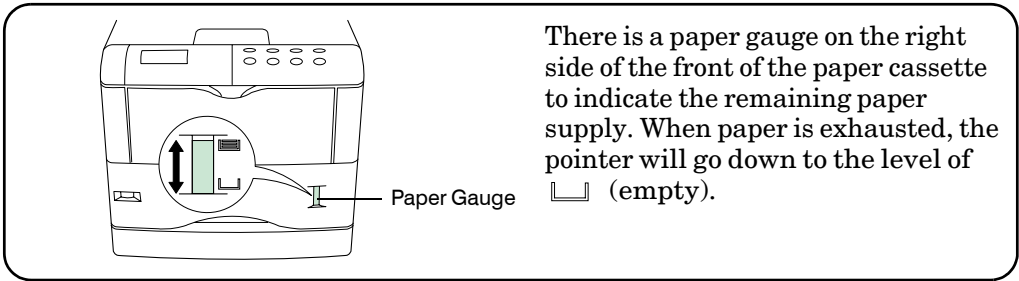 There is a paper gauge on the right
side of the front of the paper cassette
to indicate the remaining paper
supply. When paper is exhausted, the
pointer will go down to the level of
(empty).
Paper Gauge